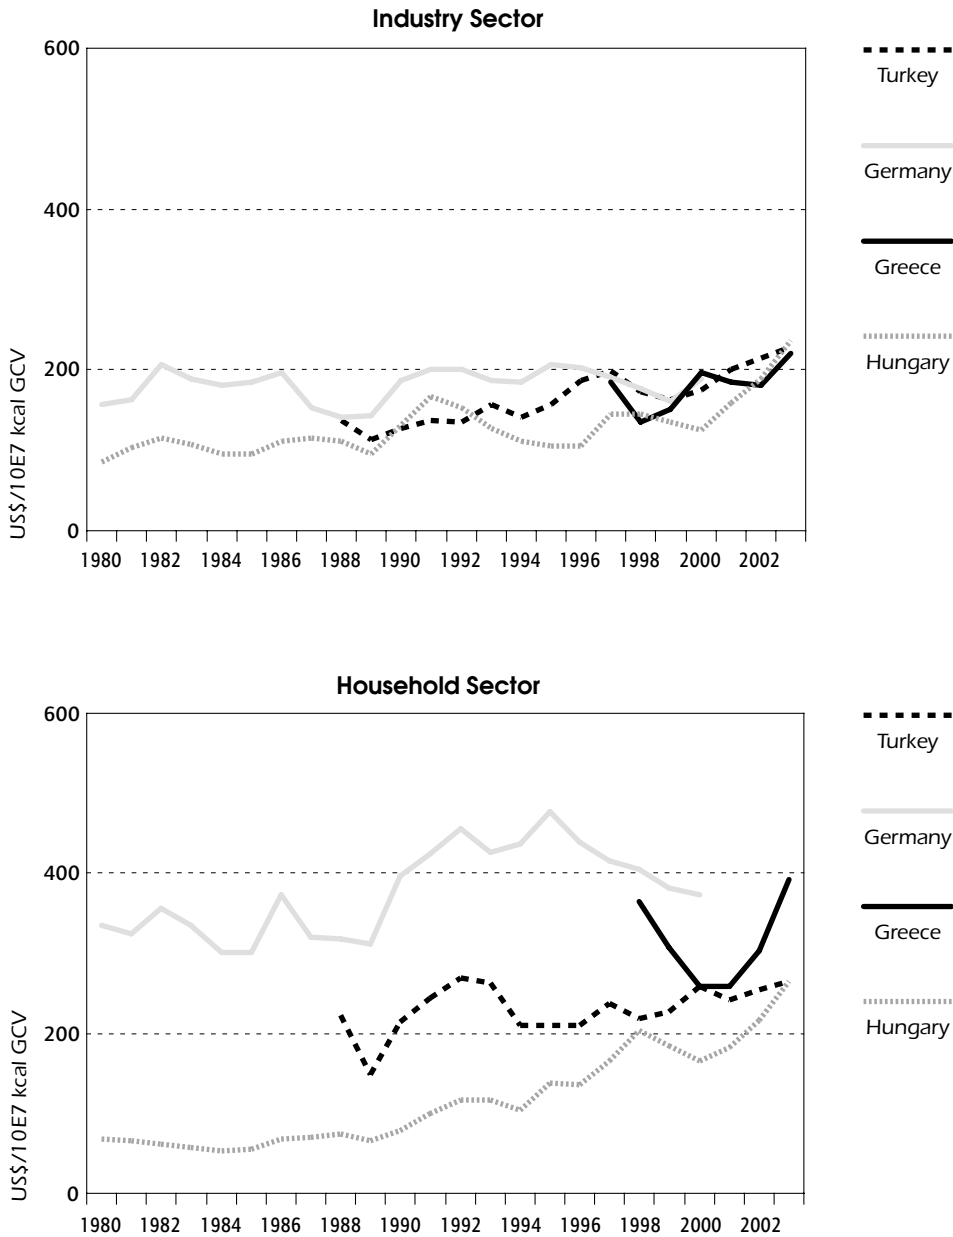 Industry Sector
600
400
200
0
US$/10E7 kcal GCV
1980 1982 1984 1986 1988 1990 1992 1994 1996 1998 2000 2002
Turkey
Germany
Greece
Hungary
Household Sector
600
400
200
0
US$/10E7 kcal GCV
1980 1982 1984 1986 1988 1990 1992 1994 1996 1998 2000 2002
Turkey
Germany
Greece
Hungary